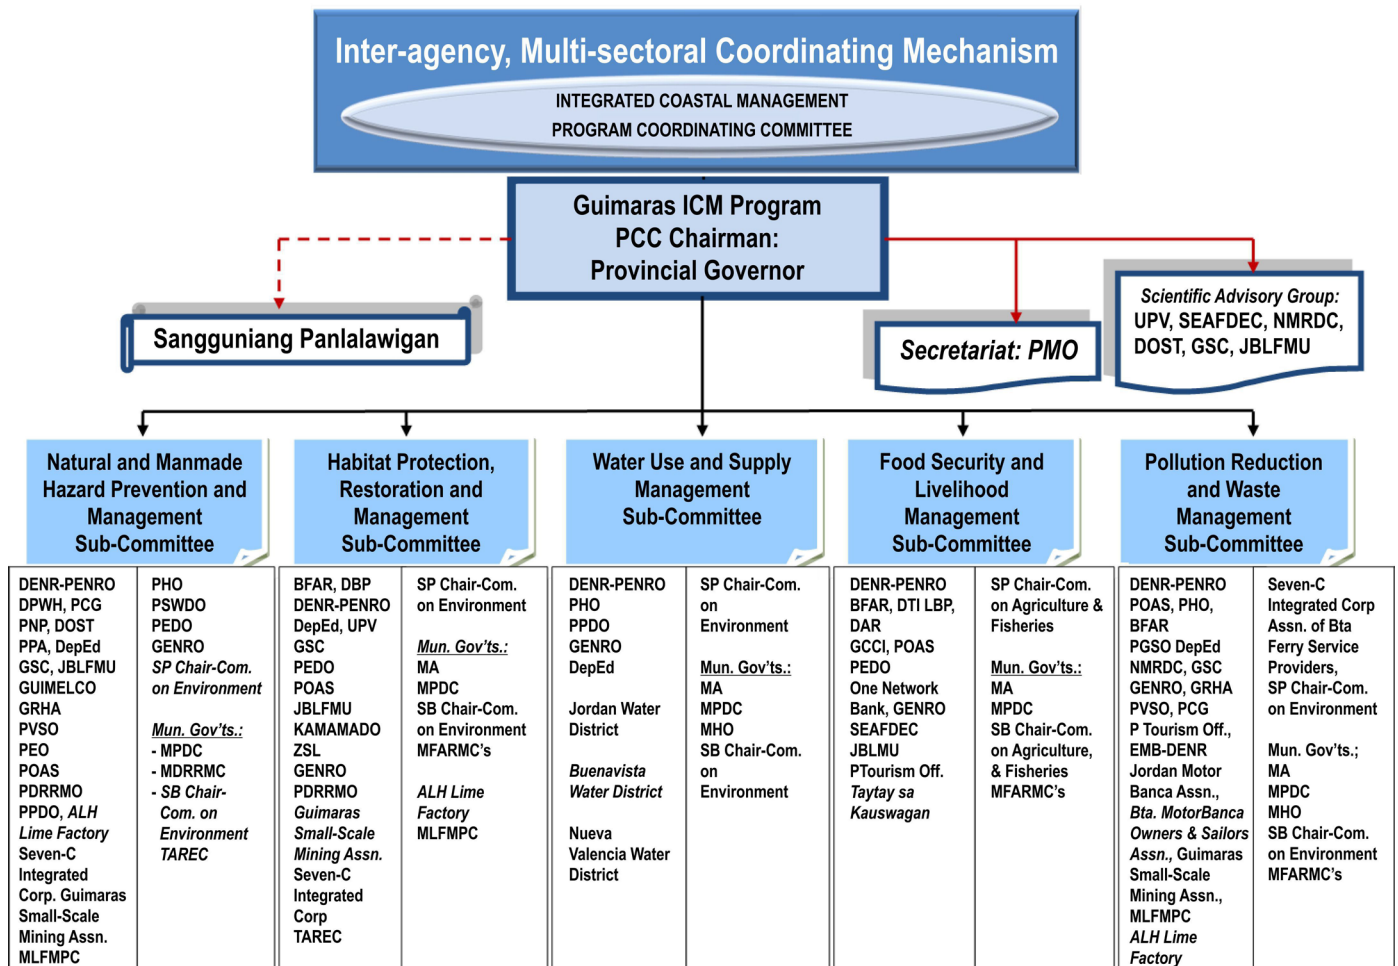 Inter-agency, Multi-sectoral Coordinating Mechanism
INTEGRATED COASTAL MANAGEMENT
PROGRAM COORDINATING COMMITTEE
Guimaras ICM Program
PCC Chairman:
Provincial Governor
Sangguniang Panlalawigan
Secretariat: PMO
Scientific Advisory Group:
UPV, SEAFDEC, NMRDC,
DOST, GSC, JBLFMU
Natural and Manmade
Hazard Prevention and
Management
Sub-Committee
DENR-PENRO
DPWH, PCG
PNP, DOST
PPA, DepEd
GSC, JBLFMU
GUIMELCO
GRHA
PVSO
PEO
POAS
PDRRMO
PPDO, ALH
Lime Factory
Seven-C
Integrated
Corp. Guimaras
Small-Scale
Mining Assn.
MLFMPC
PHO
PSWDO
PEDO
GENRO
SP Chair-Com.
on Environment
Mun. Gov'ts.:
- MPDC
- MDRRMC
- SB Chair-
Com. on
Environment
TAREC
Habitat Protection,
Restoration and
Management
Sub-Committee
BFAR, DBP
DENR-PENRO
DepEd, UPV
GSC
PEDO
POAS
JBLFMU
KAMAMADO
ZSL
GENRO
PDRRMO
Guimaras
Small-Scale
Mining Assn.
Seven-C
Integrated
Corp
TAREC
SP Chair-Com.
on Environment
Mun. Gov'ts.:
MA
MPDC
SB Chair-Com.
on Environment
MFARMC's
ALH Lime
Factory
MLFMPC
Water Use and Supply
Management
Sub-Committee
DENR-PENRO
PHO
PPDO
GENRO
DepEd
Jordan Water
District
Buenavista
Water District
Nueva
Valencia Water
District
SP Chair-Com.
on
Environment
Mun. Gov'ts.:
MA
MPDC
MHO
SB Chair-Com.
on
Environment
Food Security and
Livelihood
Management
Sub-Committee
DENR-PENRO
BFAR, DTI LBP,
DAR
GCCI, POAS
PEDO
One Network
Bank, GENRO
SEAFDEC
JBLMU
PTourism Off.
Taytay sa
Kauswagan
SP Chair-Com.
on Agriculture &
Fisheries
Mun. Gov'ts.:
MA
MPDC
SB Chair-Com.
on Agriculture,
& Fisheries
MFARMC's
Pollution Reduction
and Waste
Management
Sub-Committee
DENR-PENRO
POAS, PHO,
BFAR
PGSO DepEd
NMRDC, GSC
GENRO, GRHA
PVSO, PCG
P Tourism Off.,
EMB-DENR
Jordan Motor
Banca Assn.,
Bta. MotorBanca
Owners & Sailors
Assn., Guimaras
Small-Scale
Mining Assn.,
MLFMPC
ALH Lime
Factory
Seven-C
Integrated Corp
Assn. of Bta
Ferry Service
Providers,
SP Chair-Com.
on Environment
Mun. Gov'ts.;
MA
MPDC
MHO
SB Chair-Com.
on Environment
MFARMC's